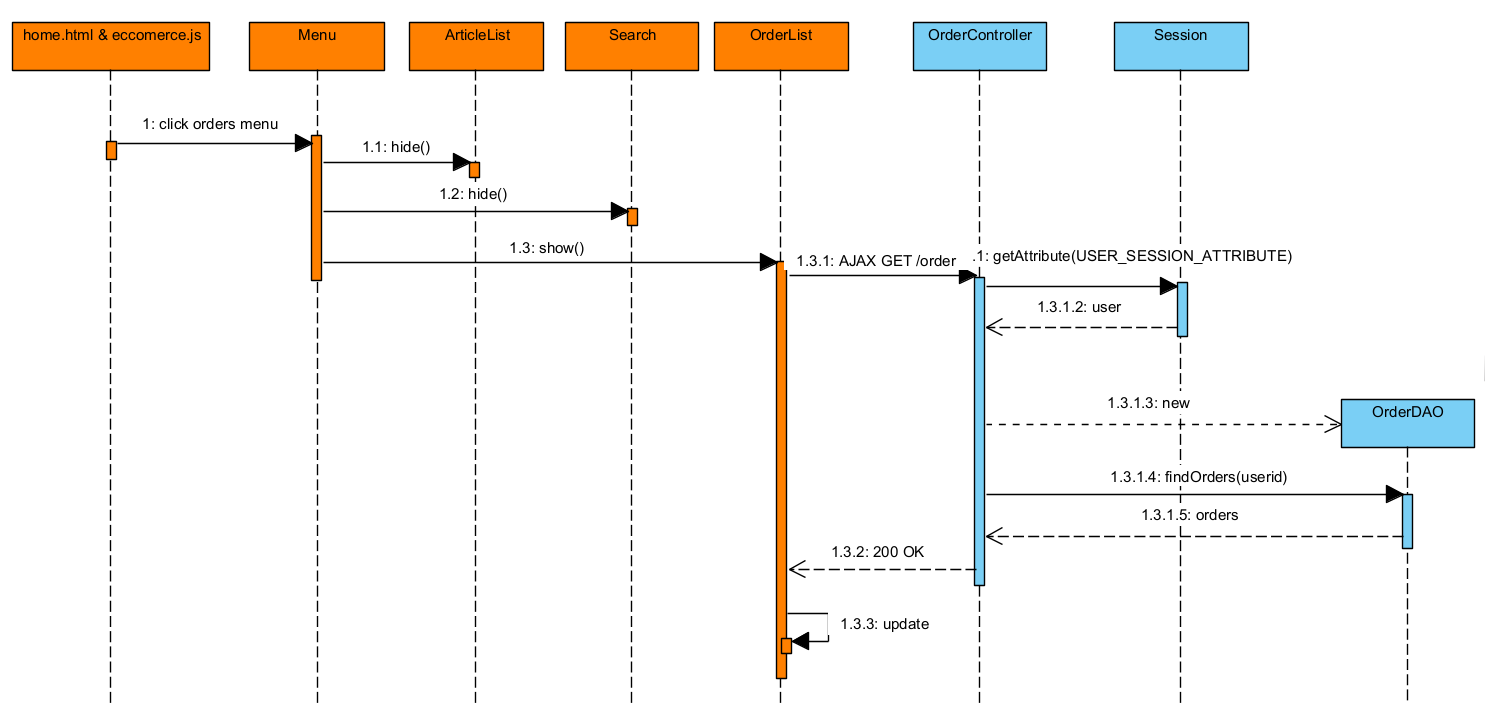 home.html & eccomerce.js
Menu
ArticleList
Search
OrderList
OrderController
Session
1: click orders menu
1.1: hide()
1.2: hide()
1.3: show()
1.3.1: AJAX GET /order
.1: getAttribute(USER_SESSION_ATTRIBUTE)
1.3.1.2: user
1.3.1.3: new
OrderDAO
1.3.1.4: findOrders(userid)
1.3.1.5: orders
1.3.2: 200 OK
1.3.3: update